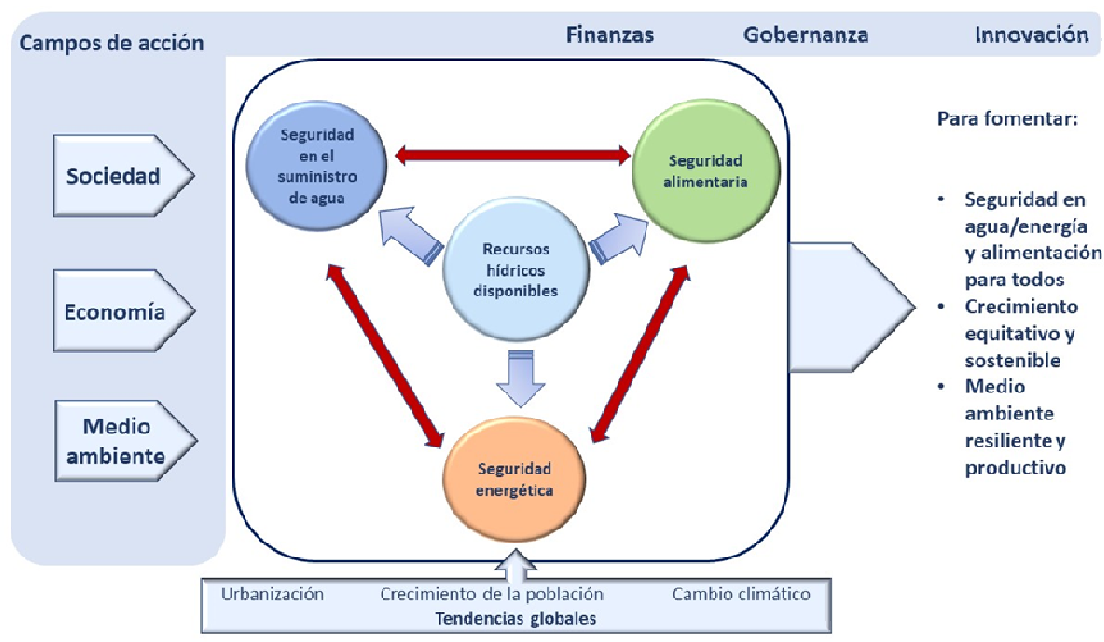 Campos de acción
Finanzas
Gobernanza
Innovación
Sociedad
Economía
Medio
ambiente
Seguridad
en el
suministro
de agua
Seguridad
alimentaria
Recursos
hídricos
disponibles
Seguridad
energética
Para fomentar:
• Seguridad en
agua/energía
y alimentación
para todos
• Crecimiento
equitativo y
sostenible
• Medio
ambiente
resiliente y
productivo
Urbanización
Crecimiento de la población
Cambio climático
Tendencias globales